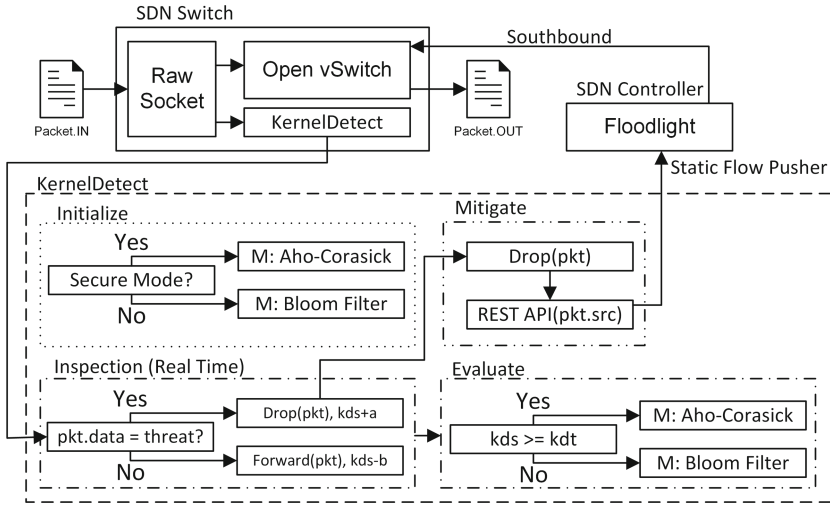 SDN Switch
Southbound
Raw
Socket
Open vSwitch
SDN Controller
Packet.IN
KernelDetect
Packet.OUT
Floodlight
Static Flow Pusher
KernelDetect
Initialize
Mitigate
Yes
M: Aho-Corasick
Drop(pkt)
Secure Mode?
M: Bloom Filter
REST API(pkt.src)
No
Inspection (Real Time)
Evaluate
Yes
Drop(pkt), kds+a
Yes
M: Aho-Corasick
pkt.data = threat?
kds >= kdt
Forward(pkt), kds-b
M: Bloom Filter
No
No